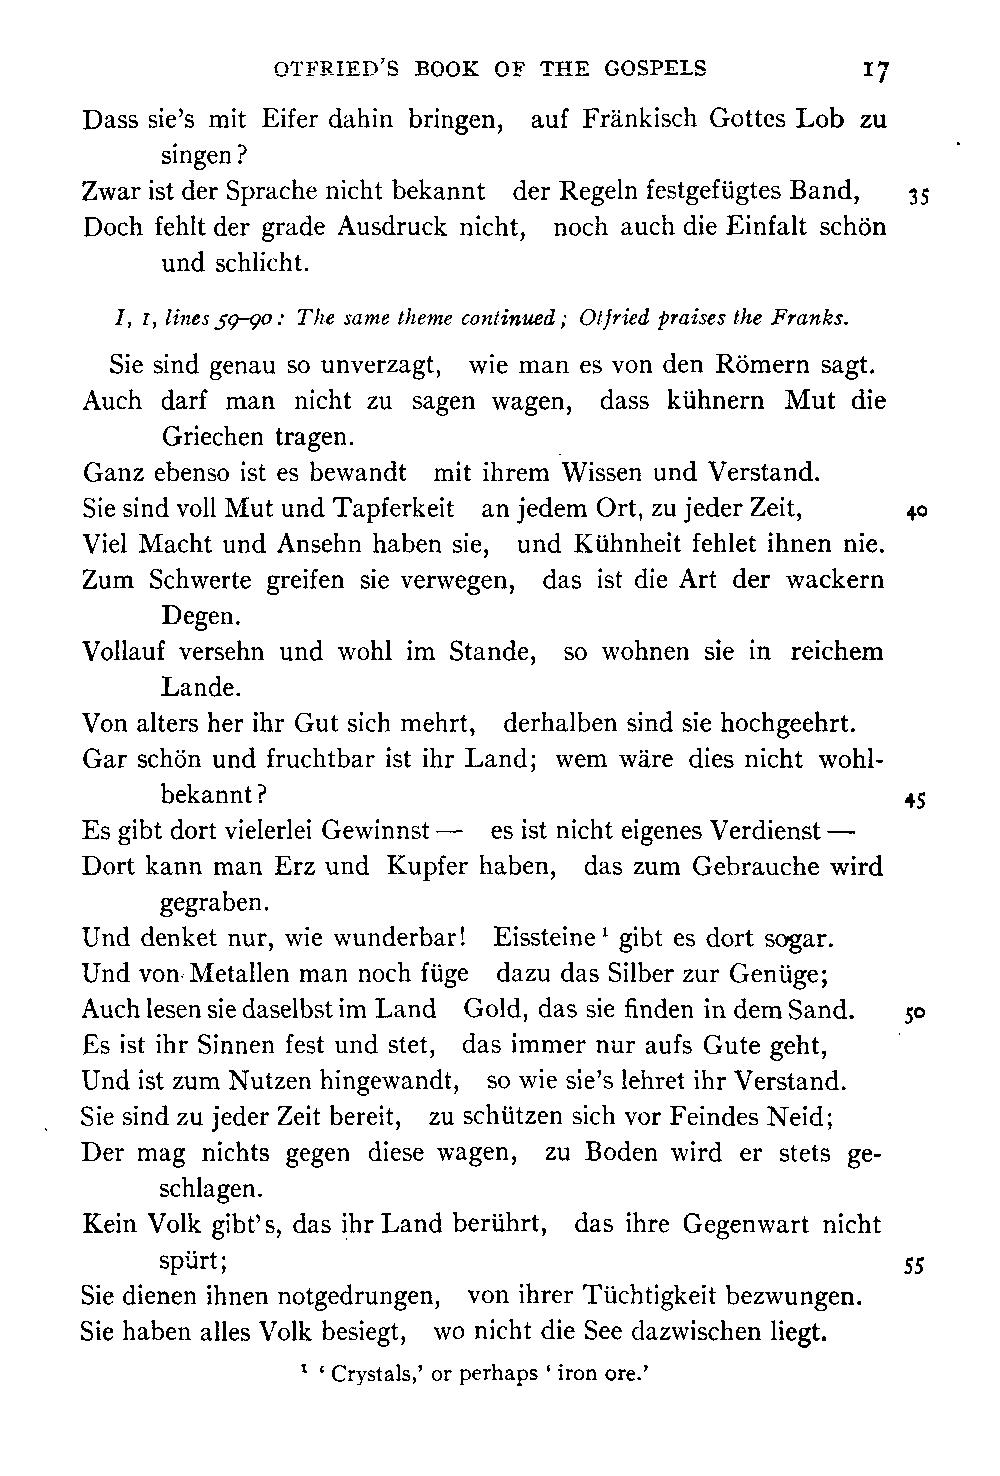 OTFRIED'S BOOK OF THE GOSPELS 17
Dass sie's mit Eifer dahin bringen, auf Fränkisch Gottes Lob zu
singen?
Zwar ist der Sprache nicht bekannt der Regeln festgefügtes Band, 35
Doch fehlt der grade Ausdruck nicht, noch auch die Einfalt schön
und schlicht.
I, 1, lines 59–90: The same theme continued; Otfried praises the Franks.
Sie sind genau so unverzagt, wie man es von den Römern sagt.
Auch darf man nicht zu sagen wagen, dass kühnern Mut die
Griechen tragen.
Ganz ebenso ist es bewandt mit ihrem Wissen und Verstand.
Sie sind voll Mut und Tapferkeit an jedem Ort, zu jeder Zeit, 40
Viel Macht und Ansehn haben sie, und Kühnheit fehlet ihnen nie.
Zum Schwerte greifen sie verwegen, das ist die Art der wackern
Degen.
Vollauf versehn und wohl im Stande, so wohnen sie in reichem
Lande.
Von alters her ihr Gut sich mehrt, derhalben sind sie hochgeehrt.
Gar schön und fruchtbar ist ihr Land; wem wäre dies nicht wohl-
bekannt? 45
Es gibt dort vielerlei Gewinnst — es ist nicht eigenes Verdienst —
Dort kann man Erz und Kupfer haben, das zum Gebrauche wird
gegraben.
Und denket nur, wie wunderbar! Eissteine¹ gibt es dort sogar.
Und von Metallen man noch füge dazu das Silber zur Genüge;
Auch lesen sie daselbst im Land Gold, das sie finden in dem Sand. 50
Es ist ihr Sinnen fest und stet, das immer nur aufs Gute geht,
Und ist zum Nutzen hingewandt, so wie sie's lehret ihr Verstand.
Sie sind zu jeder Zeit bereit, zu schützen sich vor Feindes Neid;
Der mag nichts gegen diese wagen, zu Boden wird er stets ge-
schlagen.
Kein Volk gibt's, das ihr Land berührt, das ihre Gegenwart nicht
spürt; 55
Sie dienen ihnen notgedrungen, von ihrer Tüchtigkeit bezwungen.
Sie haben alles Volk besiegt, wo nicht die See dazwischen liegt.
¹ ‘Crystals,’ or perhaps ‘iron ore.’